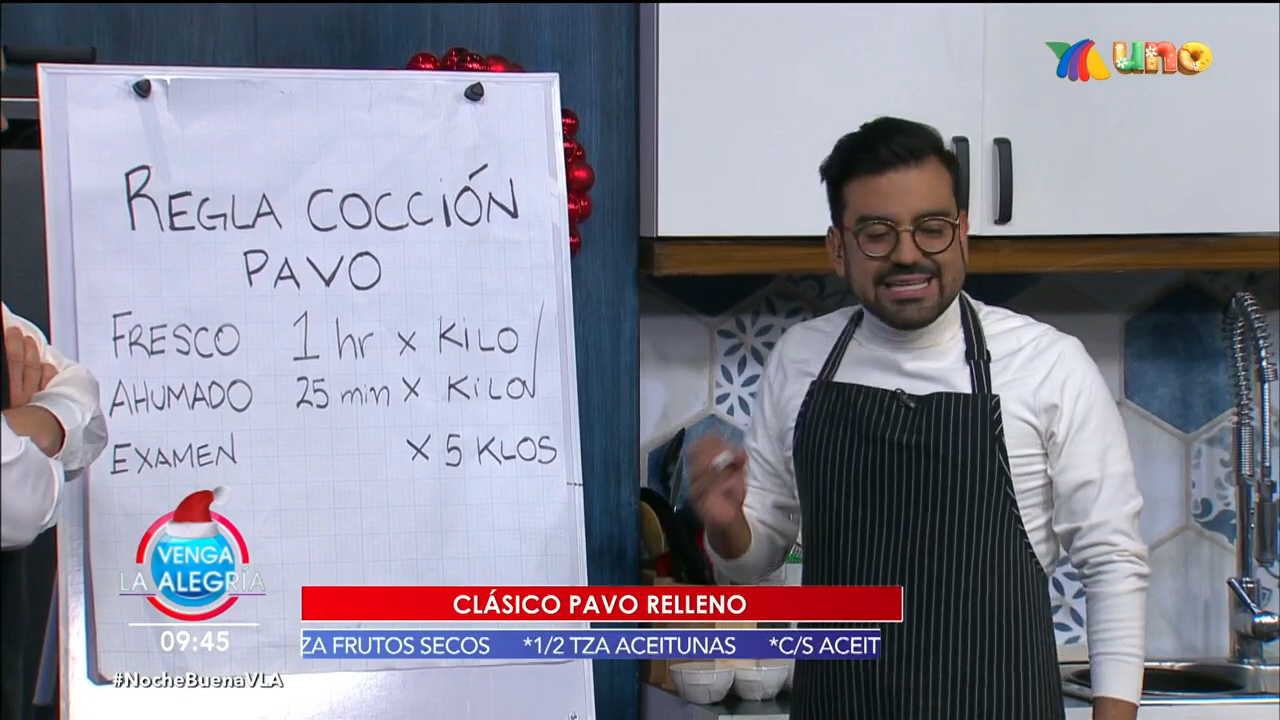 uno
REGLA COCCIÓN
PAVO
FRESCO 1 hr x KILO
AHUMADO 25 min X KILO
EXAMEN X 5 KLOS
VENGA
LA ALEGRÍA
09:45
#NocheBuenaVLA
CLÁSICO PAVO RELLENO
ZA FRUTOS SECOS *1/2 TZA ACEITUNAS *C/S ACEIT